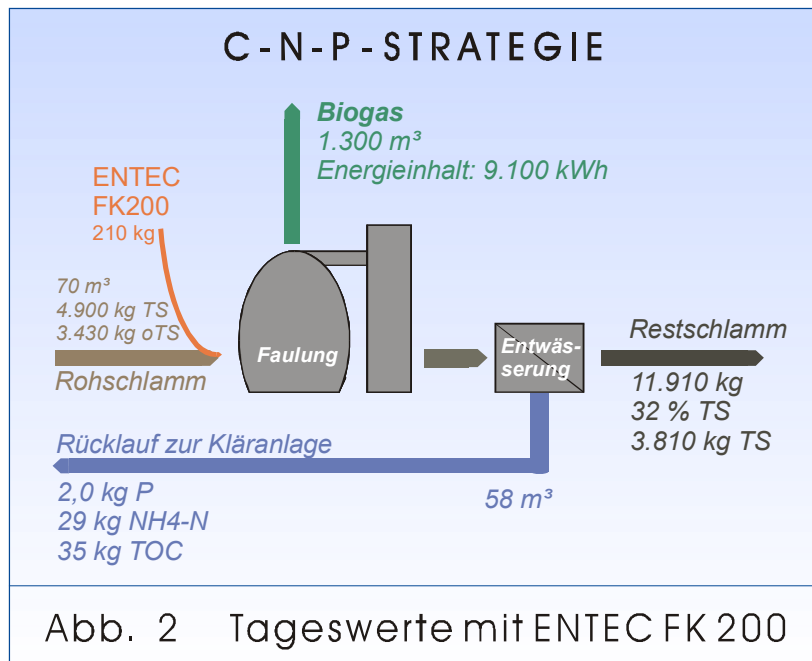 C-N-P-STRATEGIE
Biogas
1.300 m³
Energieinhalt: 9.100 kWh
ENTEC
FK200
210 kg
70 m³
4.900 kg TS
3.430 kg oTS
Rohschlamm
Faulung
Entwäs-
serung
Restschlamm
11.910 kg
32 % TS
3.810 kg TS
Rücklauf zur Kläranlage
2,0 kg P
29 kg NH4-N
35 kg TOC
58 m³
Abb. 2 Tageswerte mit ENTEC FK 200